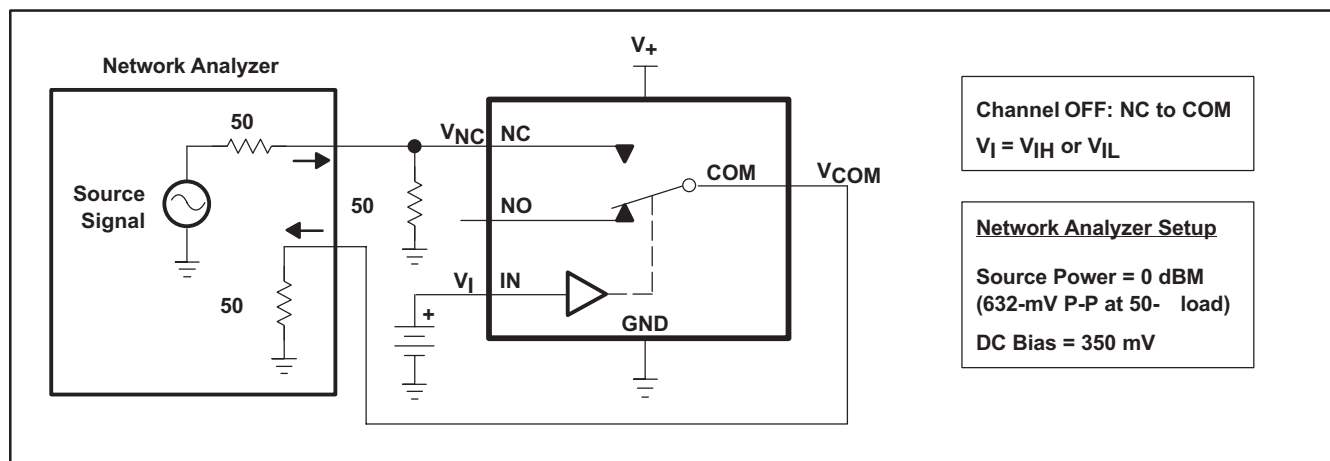 Network Analyzer
50
Source
Signal
50
50
V+
VNC
NC
NO
COM
VCOM
VI
IN
+
GND
Channel OFF: NC to COM
VI = VIH or VIL
Network Analyzer Setup
Source Power = 0 dBM
(632-mV P-P at 50- load)
DC Bias = 350 mV